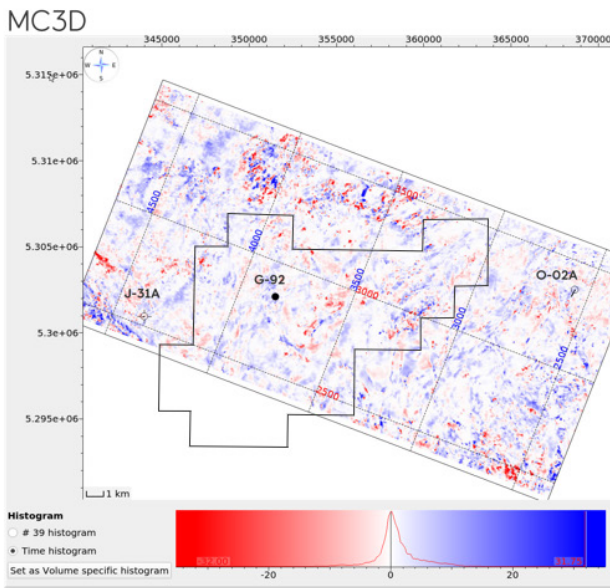 MC3D
345000 350000 355000 360000 365000 370000
N
W E
S
5.315e+06
5.31e+06
5.305e+06
5.3e+06
5.295e+06
4500
4000
3500
3500
3000
3000
2500
2500
J-31A
G-92
O-02A
1 km
Histogram
# 39 histogram
Time histogram
Set as Volume specific histogram
-32.00
-20 0 20